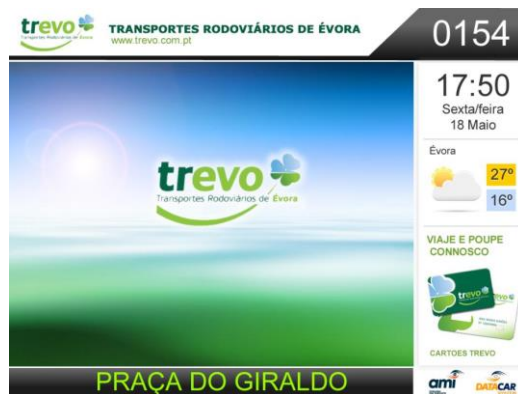 trevo
Transportes Rodoviários de Évora
TRANSPORTES RODOVIÁRIOS DE ÉVORA
www.trevo.com.pt
0154
17:50
Sexta/feira
18 Maio
Évora
27º
16º
trevo
Transportes Rodoviários de Évora
VIAJE E POUPE
CONNOSCO
trevo
CARTOES TREVO
PRAÇA DO GIRALDO
ami
DATACAR